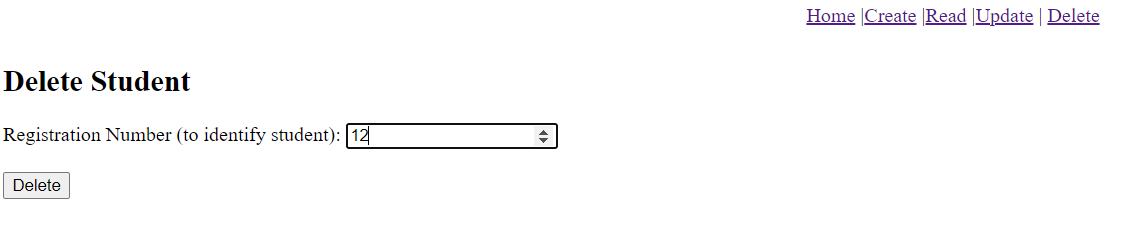 Home |Create |Read |Update | Delete
Delete Student
Registration Number (to identify student): 12
Delete